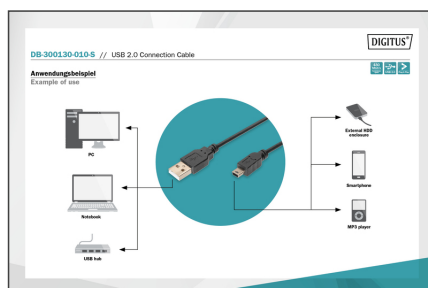 DIGITUS®
DB-300130-010-S // USB 2.0 Connection Cable
Anwendungsbeispiel
Example of use
PC
Notebook
USB hub
External HDD
enclosure
Smartphone
MP3 player